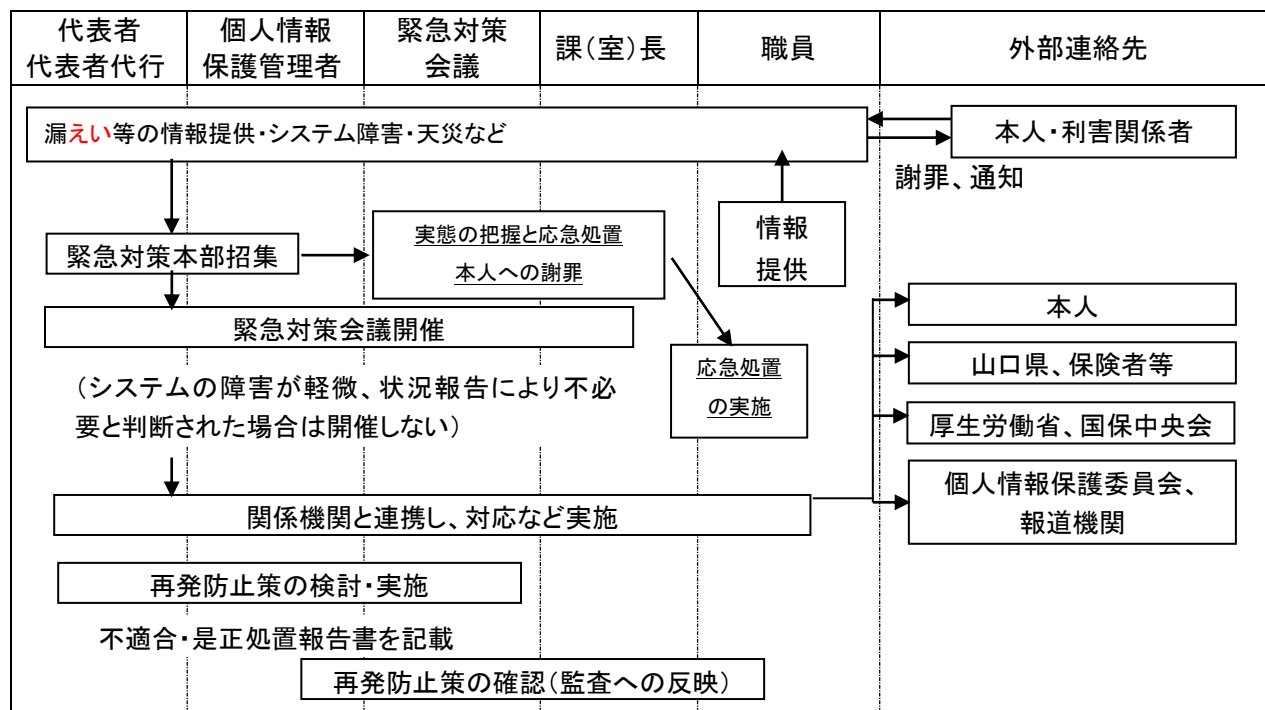 代表者
代表者代行
個人情報
保護管理者
緊急対策
会議
課（室）長
職員
外部連絡先
漏えい等の情報提供・システム障害・天災など
本人・利害関係者
謝罪、通知
情報
提供
緊急対策本部招集
実態の把握と応急処置
本人への謝罪
緊急対策会議開催
本人
（システムの障害が軽微、状況報告により不必
要と判断された場合は開催しない）
応急処置
の実施
山口県、保険者等
厚生労働省、国保中央会
個人情報保護委員会、
報道機関
関係機関と連携し、対応など実施
再発防止策の検討・実施
不適合・是正処置報告書を記載
再発防止策の確認（監査への反映）